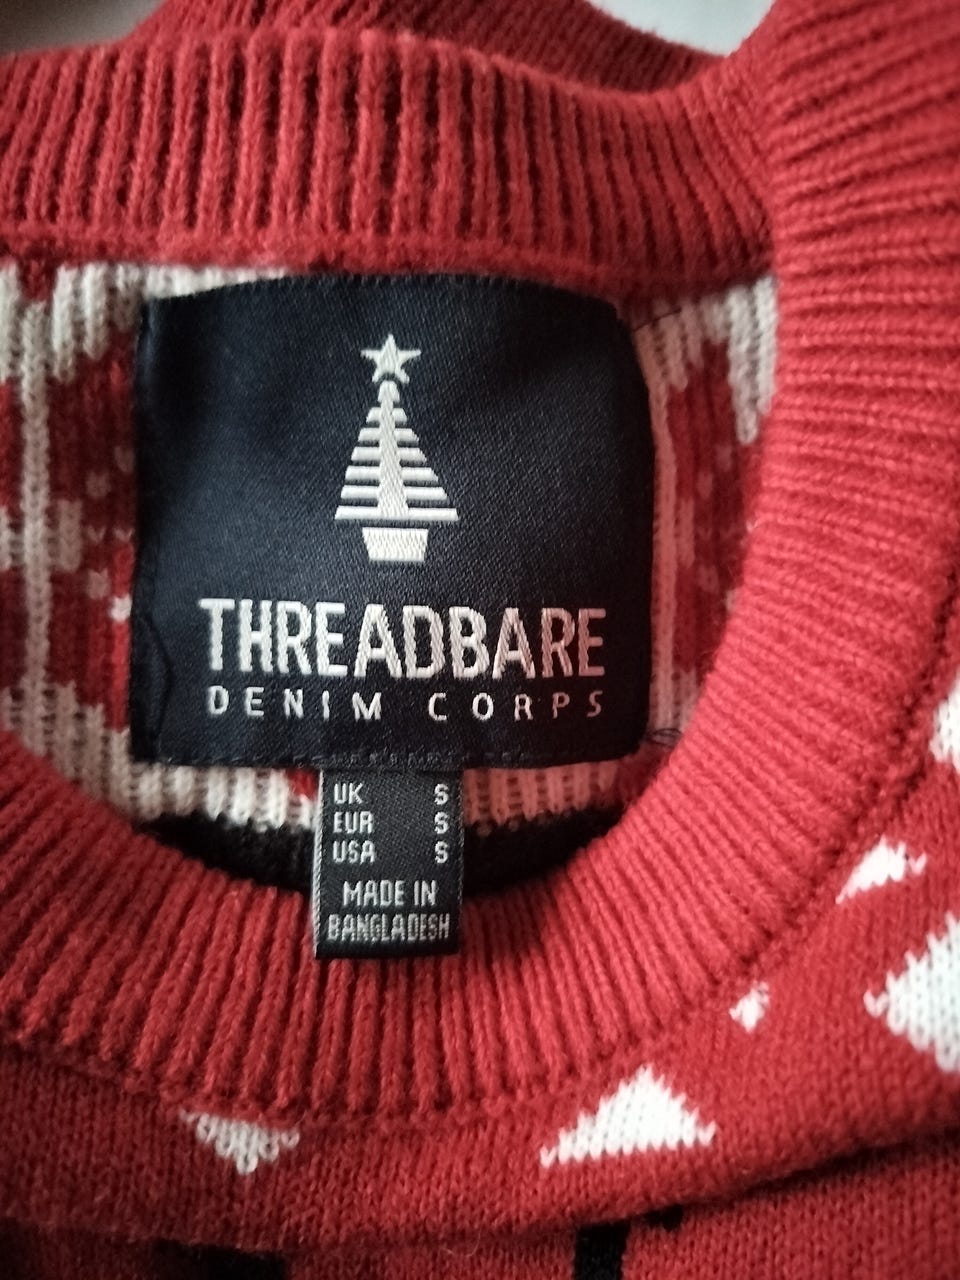 THREADBARE
DENIM CORPS
UK S
EUR S
USA S
MADE IN
BANGLADESH